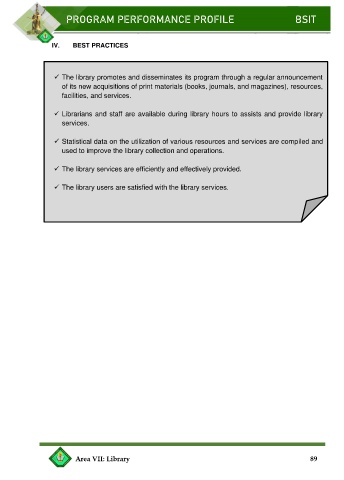 PROGRAM PERFORMANCE PROFILE BSIT
IV. BEST PRACTICES
✓ The library promotes and disseminates its program through a regular announcement
of its new acquisitions of print materials (books, journals, and magazines), resources,
facilities, and services.
✓ Librarians and staff are available during library hours to assists and provide library
services.
✓ Statistical data on the utilization of various resources and services are compiled and
used to improve the library collection and operations.
✓ The library services are efficiently and effectively provided.
✓ The library users are satisfied with the library services.
Area VII: Library 89